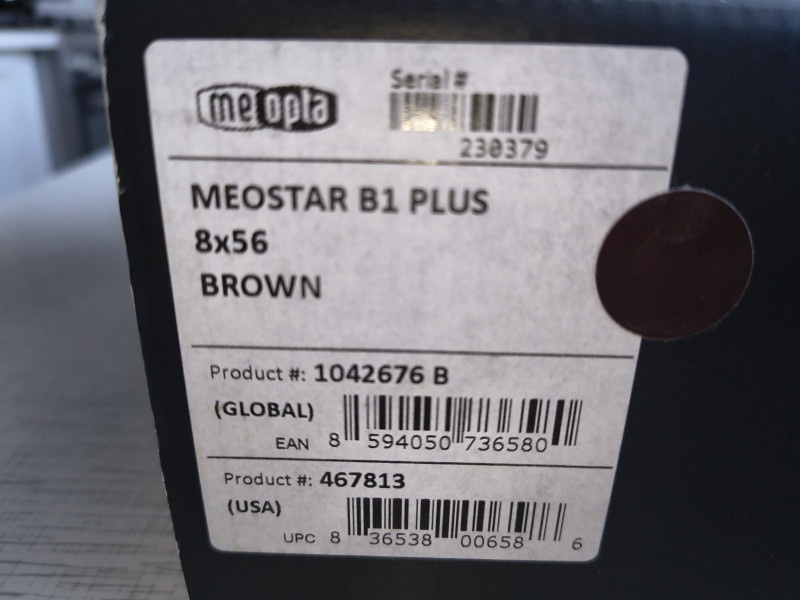 meopta
Serial #
230379
MEOSTAR B1 PLUS
8x56
BROWN
Product #: 1042676 B
(GLOBAL)
EAN 8 594050 736580
Product #: 467813
(USA)
UPC 8 36538 00658 6